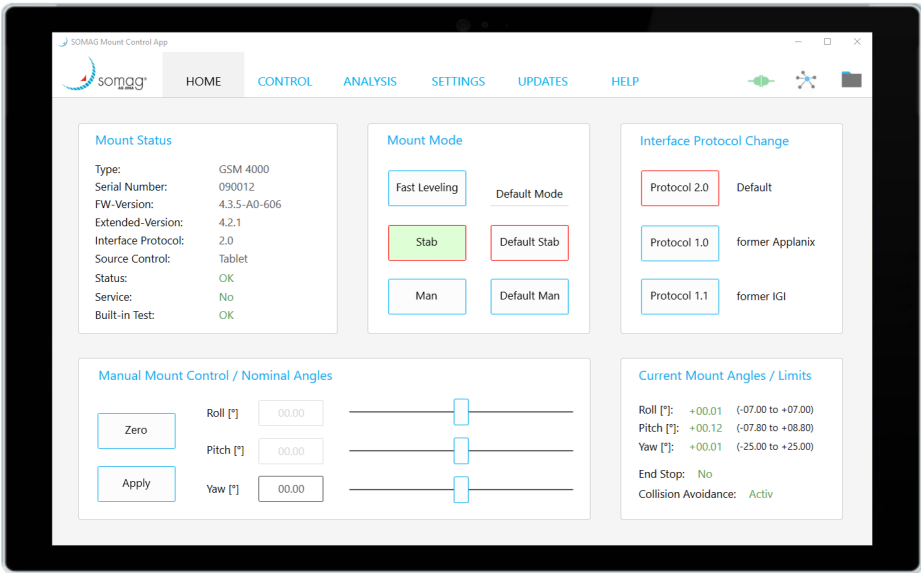 SOMAG Mount Control App
somag
AG JENA
HOME
CONTROL
ANALYSIS
SETTINGS
UPDATES
HELP
Mount Status
Type: GSM 4000
Serial Number: 090012
FW-Version: 4.3.5-A0-606
Extended-Version: 4.2.1
Interface Protocol: 2.0
Source Control: Tablet
Status: OK
Service: No
Built-in Test: OK
Mount Mode
Fast Leveling
Default Mode
Stab
Default Stab
Man
Default Man
Interface Protocol Change
Protocol 2.0 Default
Protocol 1.0 former Applanix
Protocol 1.1 former IGI
Manual Mount Control / Nominal Angles
Zero
Apply
Roll [°] 00.00
Pitch [°] 00.00
Yaw [°] 00.00
Current Mount Angles / Limits
Roll [°]: +00.01 (-07.00 to +07.00)
Pitch [°]: +00.12 (-07.80 to +08.80)
Yaw [°]: +00.01 (-25.00 to +25.00)
End Stop: No
Collision Avoidance: Activ